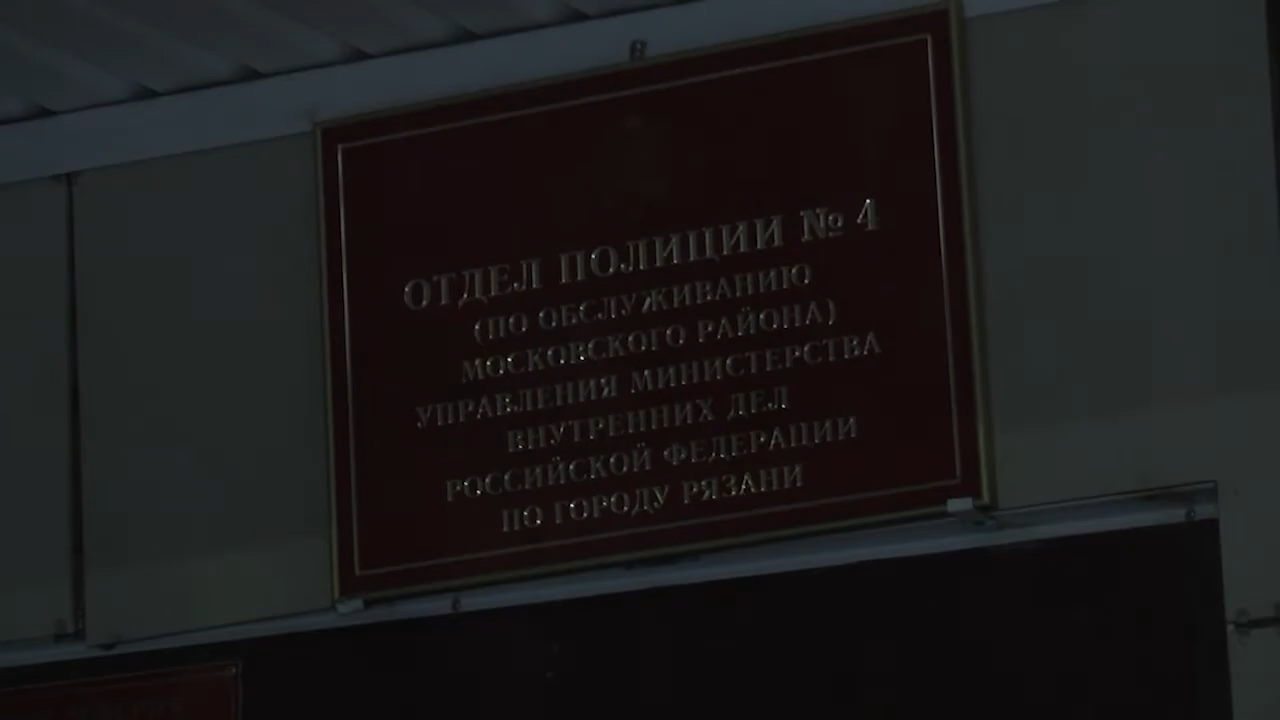 ОТДЕЛ ПОЛИЦИИ № 4
(ПО ОБСЛУЖИВАНИЮ
МОСКОВСКОГО РАЙОНА)
УПРАВЛЕНИЯ МИНИСТЕРСТВА
ВНУТРЕННИХ ДЕЛ
РОССИЙСКОЙ ФЕДЕРАЦИИ
ПО ГОРОДУ РЯЗАНИ